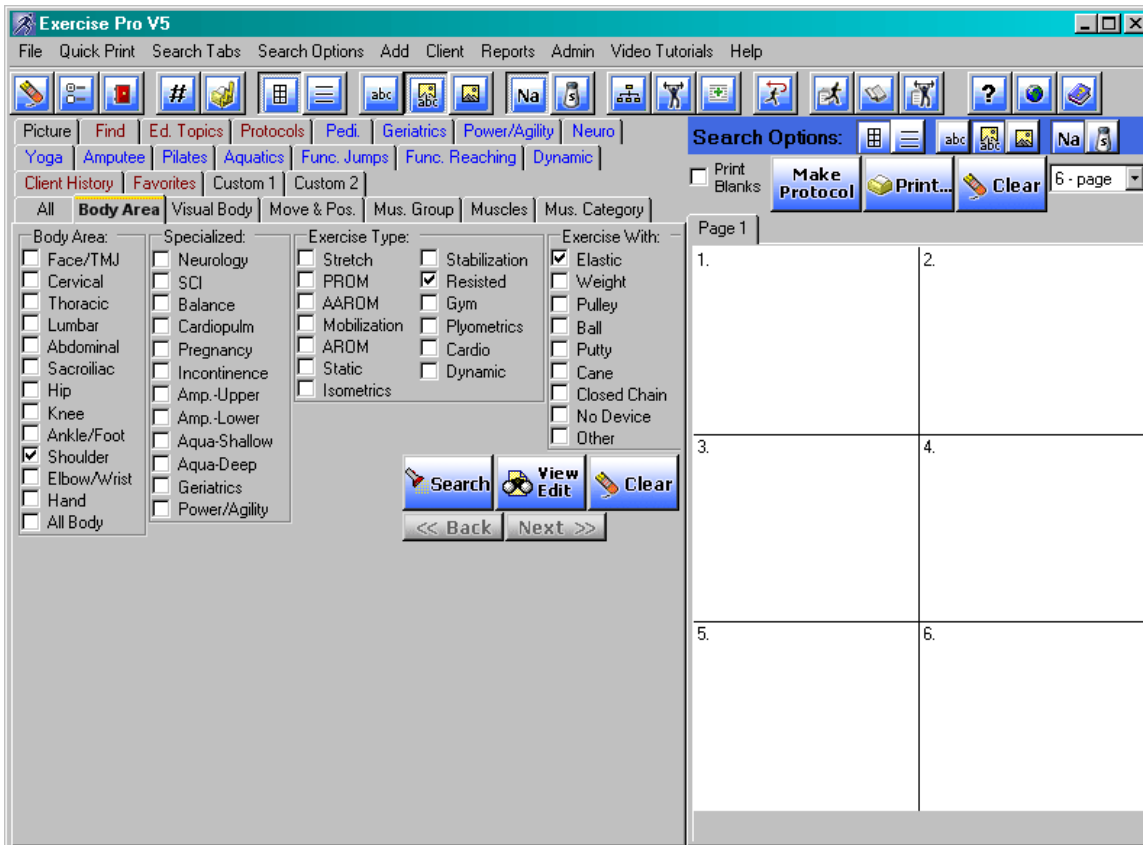 Exercise Pro V5
File Quick Print Search Tabs Search Options Add Client Reports Admin Video Tutorials Help
# abc abc Na ?
Picture Find Ed. Topics Protocols Pedi. Geriatrics Power/Agility Neuro
Yoga Amputee Pilates Aquatics Func. Jumps Func. Reaching Dynamic
Client History Favorites Custom 1 Custom 2
All Body Area Visual Body Move & Pos. Mus. Group Muscles Mus. Category
Body Area:
Face/TMJ
Cervical
Thoracic
Lumbar
Abdominal
Sacroiliac
Hip
Knee
Ankle/Foot
Shoulder
Elbow/Wrist
Hand
All Body
Specialized:
Neurology
SCI
Balance
Cardiopulm
Pregnancy
Incontinence
Amp.-Upper
Amp.-Lower
Aqua-Shallow
Aqua-Deep
Geriatrics
Power/Agility
Exercise Type:
Stretch
PROM
AAROM
Mobilization
AROM
Static
Isometrics
Stabilization
Resisted
Gym
Plyometrics
Cardio
Dynamic
Exercise With:
Elastic
Weight
Pulley
Ball
Putty
Cane
Closed Chain
No Device
Other
Search
View
Edit
Clear
<< Back Next >>
Search Options: abc abc Na
Print
Blanks
Make
Protocol
Print...
Clear
6 - page
Page 1
1. 2.
3. 4.
5. 6.